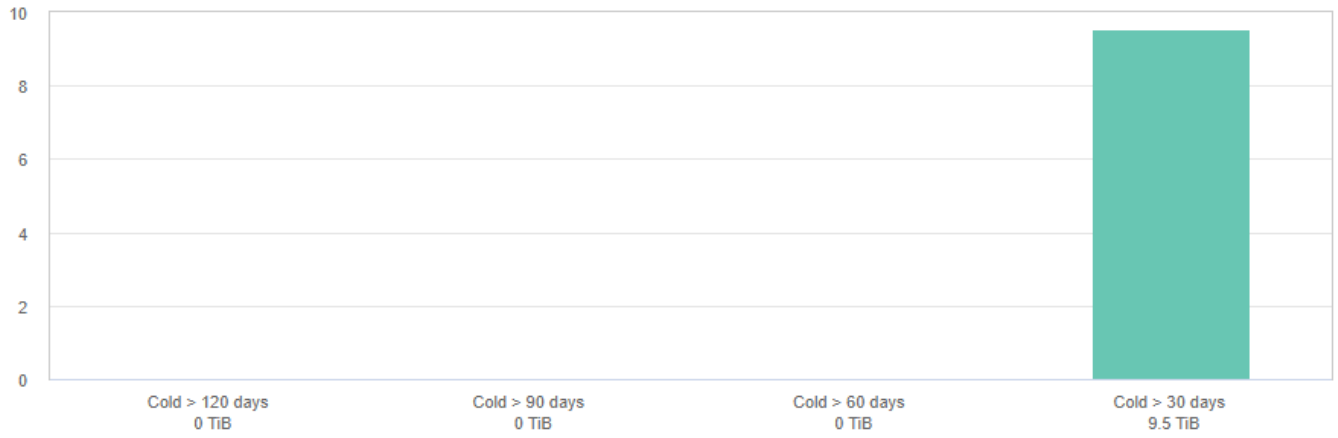 10
8
6
4
2
0
Cold > 120 days
0 TiB
Cold > 90 days
0 TiB
Cold > 60 days
0 TiB
Cold > 30 days
9.5 TiB